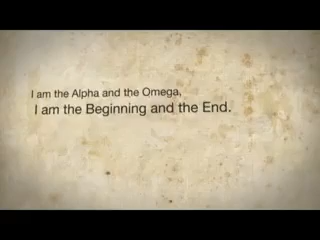 I am the Alpha and the Omega,
I am the Beginning and the End.